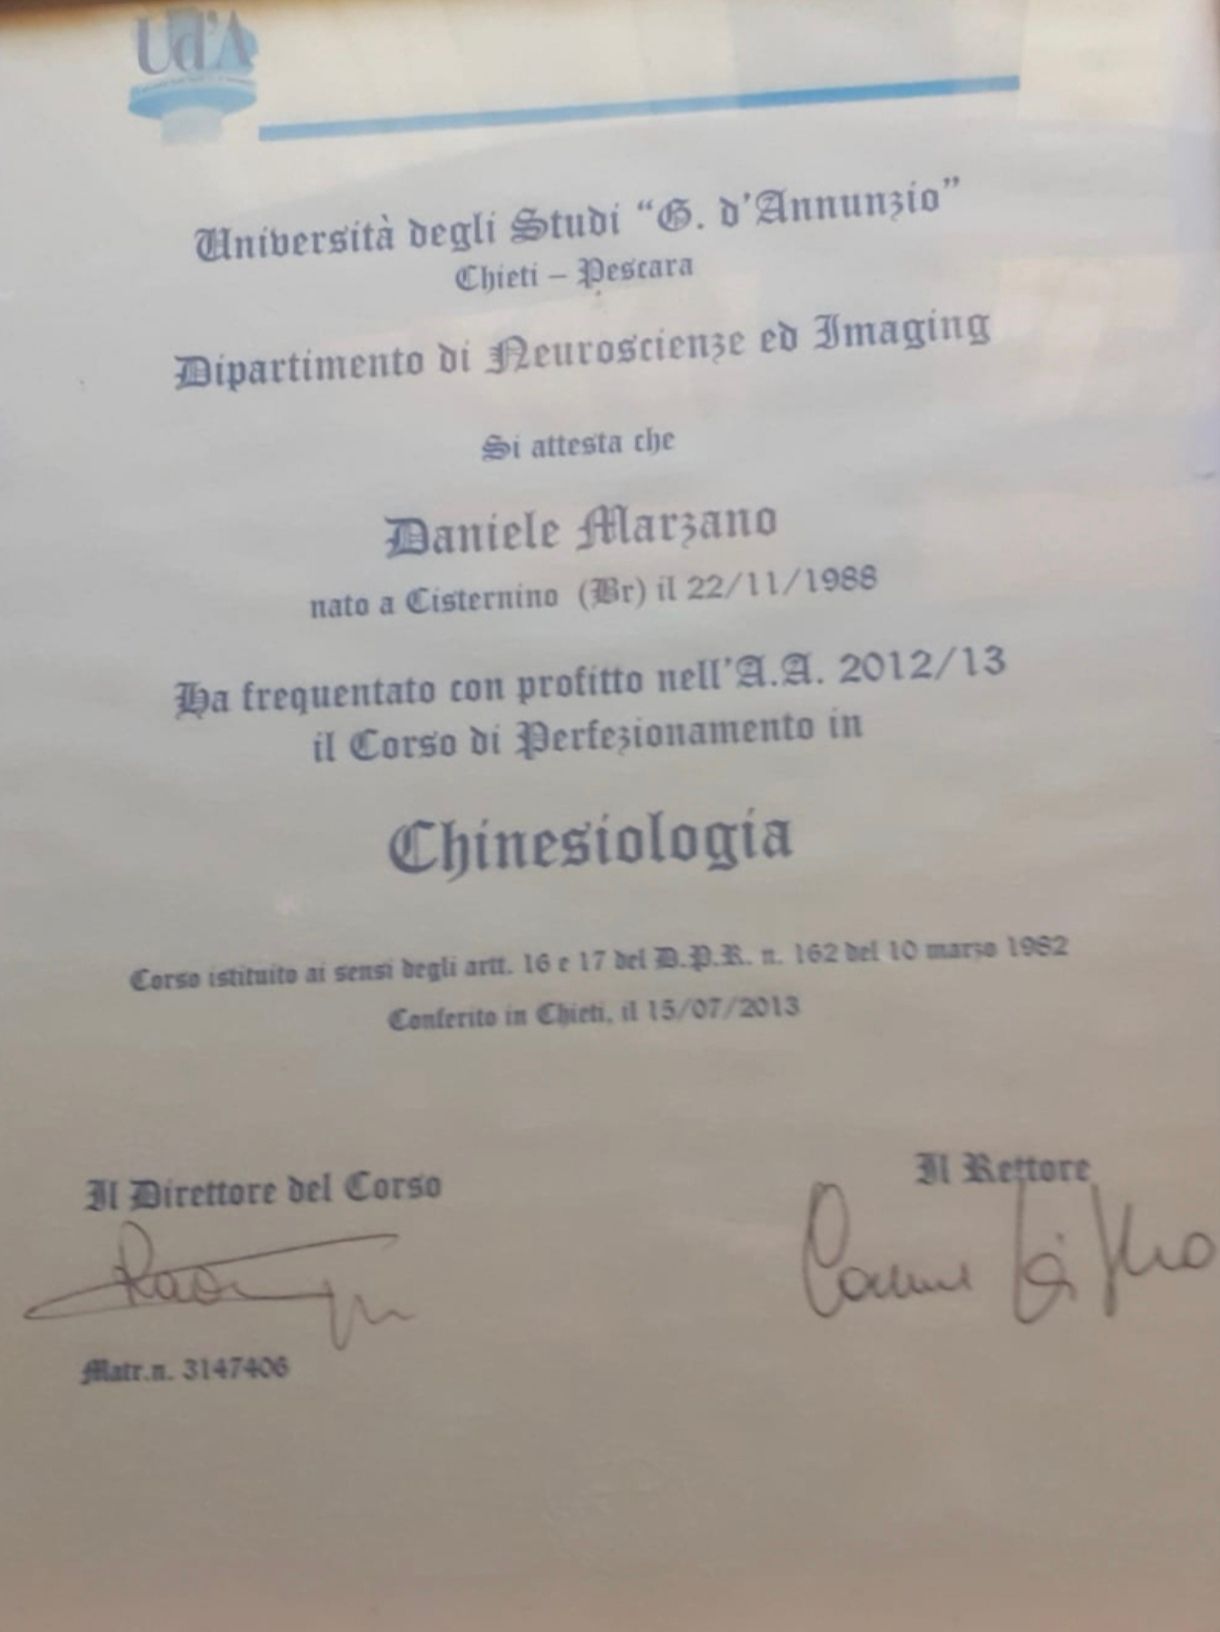 Ud'A
Università degli Studi “G. d’Annunzio”
Chieti – Pescara
Dipartimento di Neuroscienze ed Imaging
Si attesta che
Daniele Marzano
nato a Cisternino (Br) il 22/11/1988
Ha frequentato con profitto nell’A.A. 2012/13
il Corso di Perfezionamento in
Chinesiologia
Corso istituito ai sensi degli artt. 16 e 17 del D.P.R. n. 162 del 10 marzo 1982
Conferito in Chieti, il 15/07/2013
Il Rettore
Il Direttore del Corso
Matr.n. 3147406